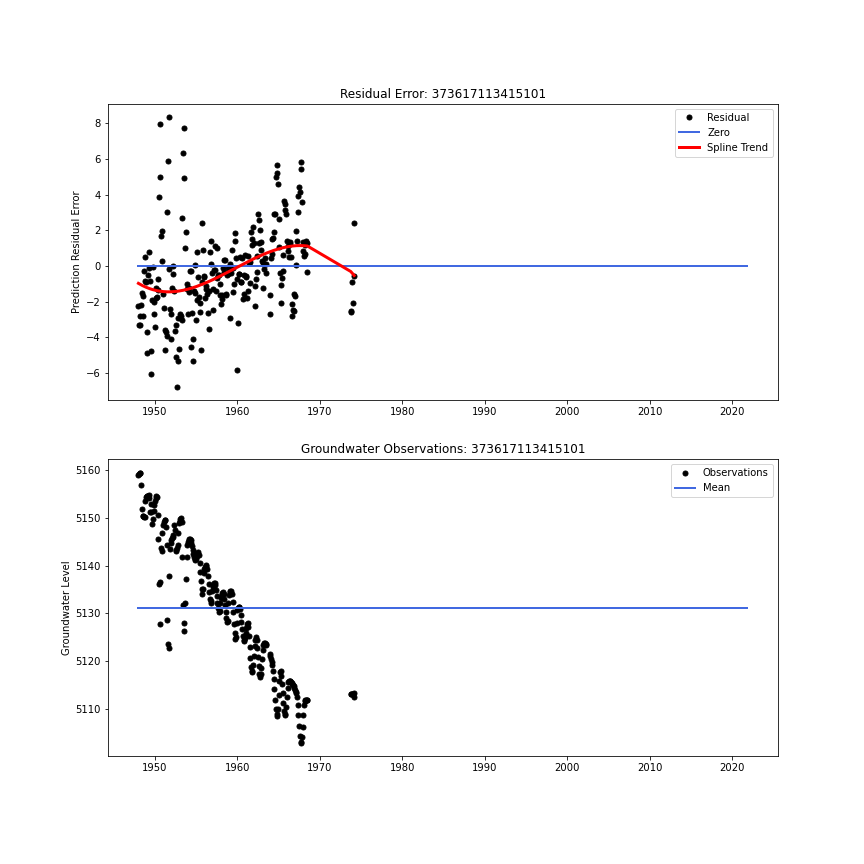 Residual Error: 373617113415101
Prediction Residual Error
8
6
4
2
0
−2
−4
−6
Residual
Zero
Spline Trend
1950 1960 1970 1980 1990 2000 2010 2020
Groundwater Observations: 373617113415101
Groundwater Level
5160
5150
5140
5130
5120
5110
Observations
Mean
1950 1960 1970 1980 1990 2000 2010 2020